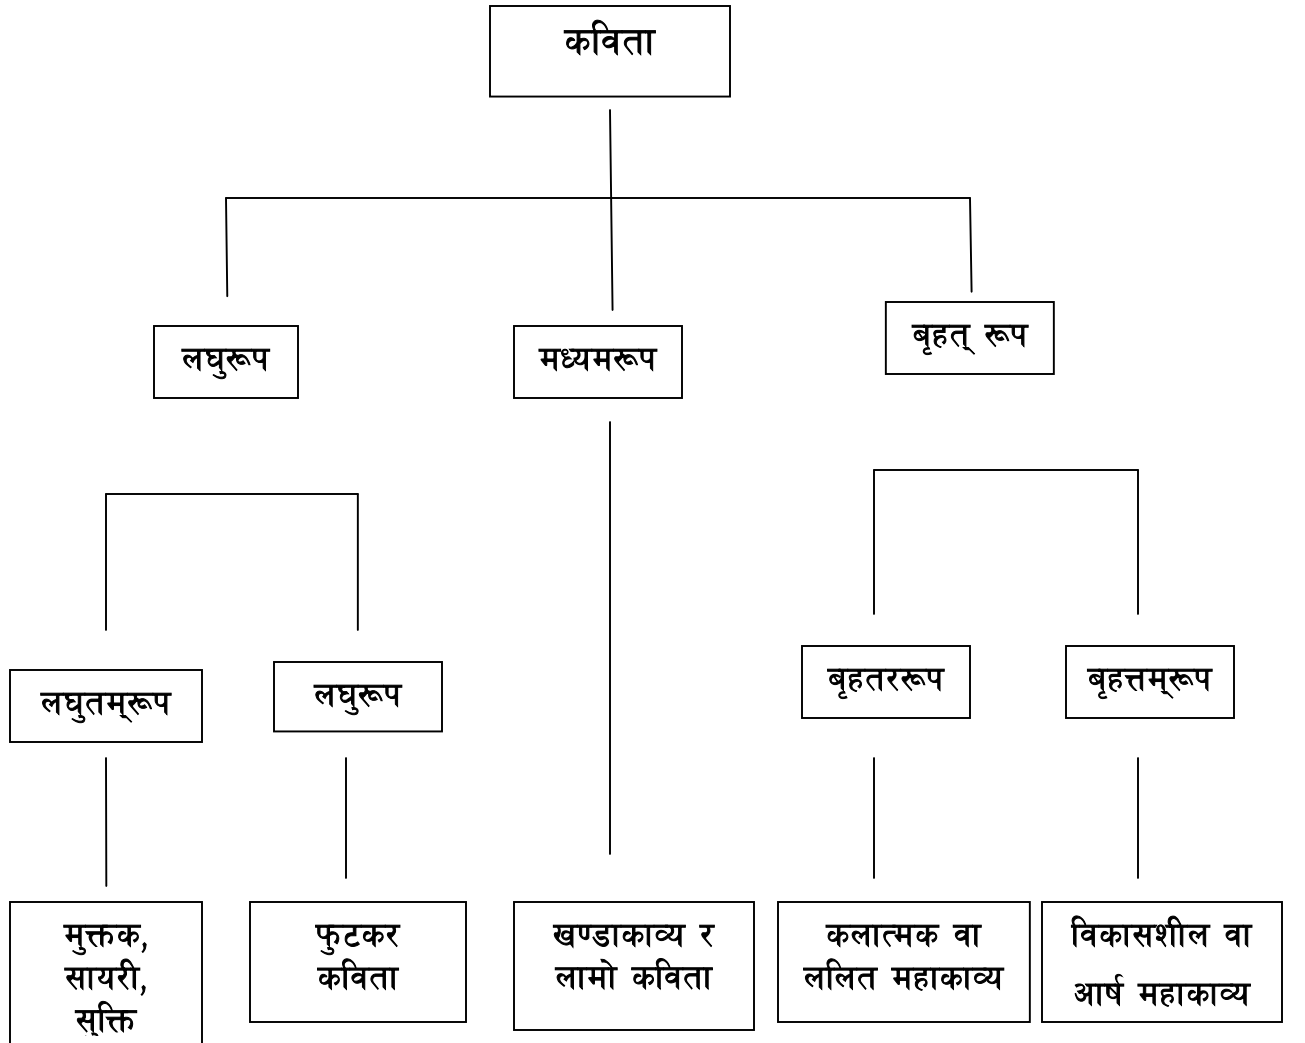 कविता
लघुरूप
मध्यमरूप
बृहत् रूप
लघुतम्रूप
लघुरूप
बृहतररूप
बृहत्तम्रूप
मुक्तक,
सायरी,
सूक्ति
फुटकर
कविता
खण्डाकाव्य र
लामो कविता
कलात्मक वा
ललित महाकाव्य
विकासशील वा
आर्ष महाकाव्य